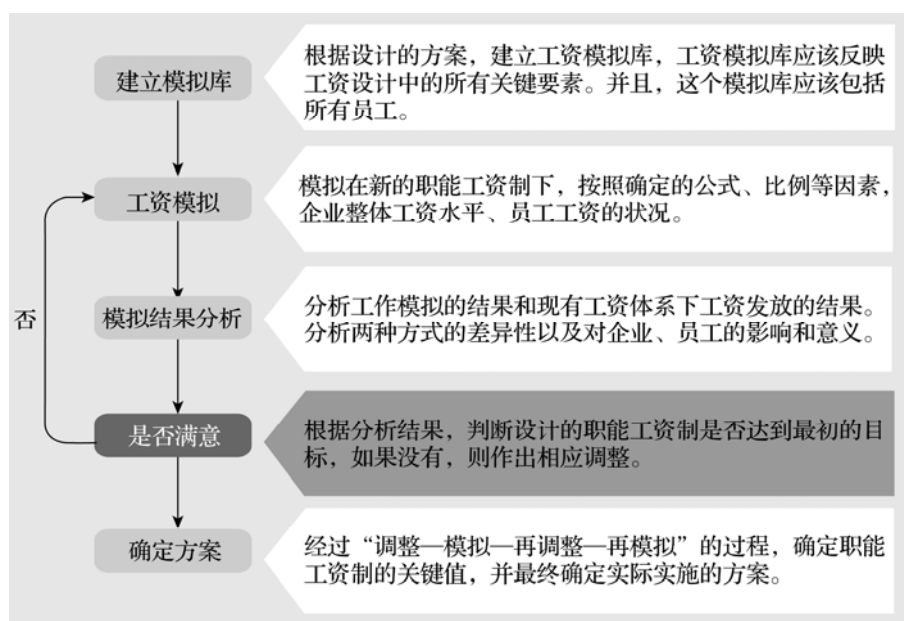 建立模拟库
根据设计的方案，建立工资模拟库，工资模拟库应该反映
工资设计中的所有关键要素。并且，这个模拟库应该包括
所有员工。
工资模拟
模拟在新的职能工资制下，按照确定的公式、比例等因素，
企业整体工资水平、员工工资的状况。
否
模拟结果分析
分析工作模拟的结果和现有工资体系下工资发放的结果。
分析两种方式的差异性以及对企业、员工的影响和意义。
是否满意
根据分析结果，判断设计的职能工资制是否达到最初的目
标，如果没有，则作出相应调整。
确定方案
经过“调整—模拟—再调整—再模拟”的过程，确定职能
工资制的关键值，并最终确定实际实施的方案。